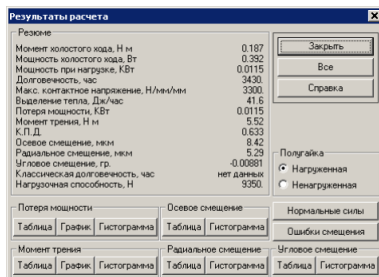 Результаты расчета
Резюме
Момент холостого хода, Н м 0.187
Мощность холостого хода, Вт 0.392
Мощность при нагрузке, КВт 0.0115
Долговечность, час 3430.
Макс. контактное напряжение, Н/мм/мм 3300.
Выделение тепла, Дж/час 41.6
Потеря мощности, КВт 0.0115
Момент трения, Н м 5.52
К.П.Д. 0.633
Осевое смещение, мкм 8.42
Радиальное смещение, мкм 5.29
Угловое смещение, гр. -0.00881
Классическая долговечность, час нет данных
Нагрузочная способность, Н 9350.
Закрыть
Все
Справка
Полугайка
Нагруженная
Ненагруженная
Потеря мощности
Таблица График Гистограмма
Осевое смещение
Таблица Гистограмма
Нормальные силы
Ошибки смещения
Момент трения
Таблица График Гистограмма
Радиальное смещение
Таблица Гистограмма
Угловое смещение
Таблица Гистограмма